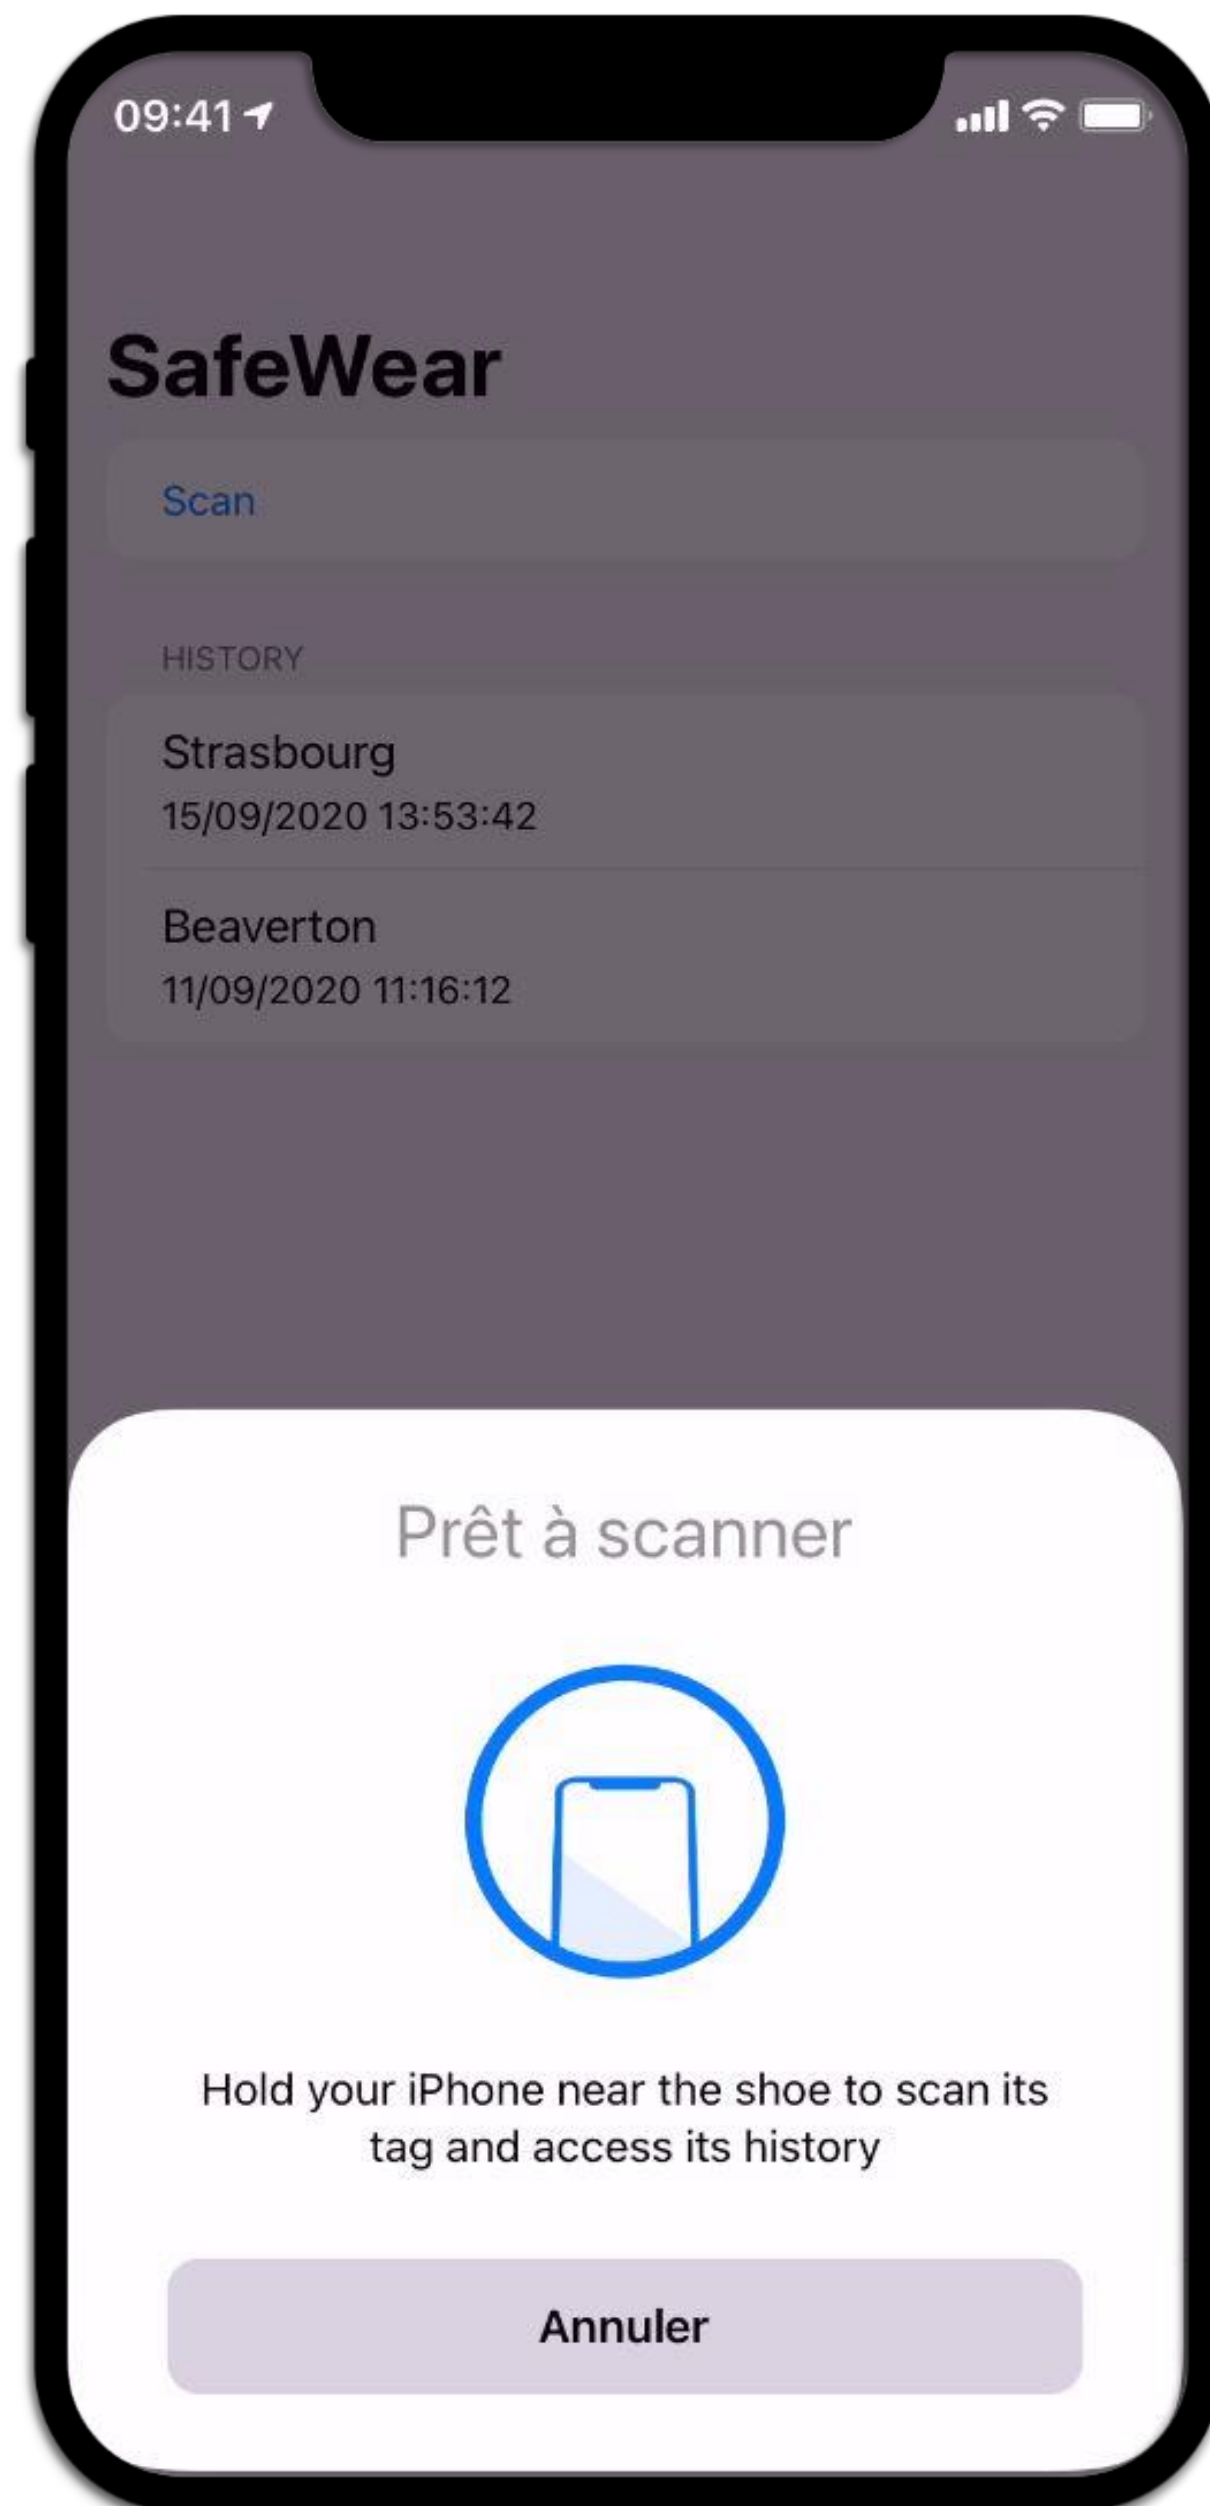 09:41
SafeWear
Scan
HISTORY
Strasbourg
15/09/2020 13:53:42
Beaverton
11/09/2020 11:16:12
Prêt à scanner
Hold your iPhone near the shoe to scan its
tag and access its history
Annuler